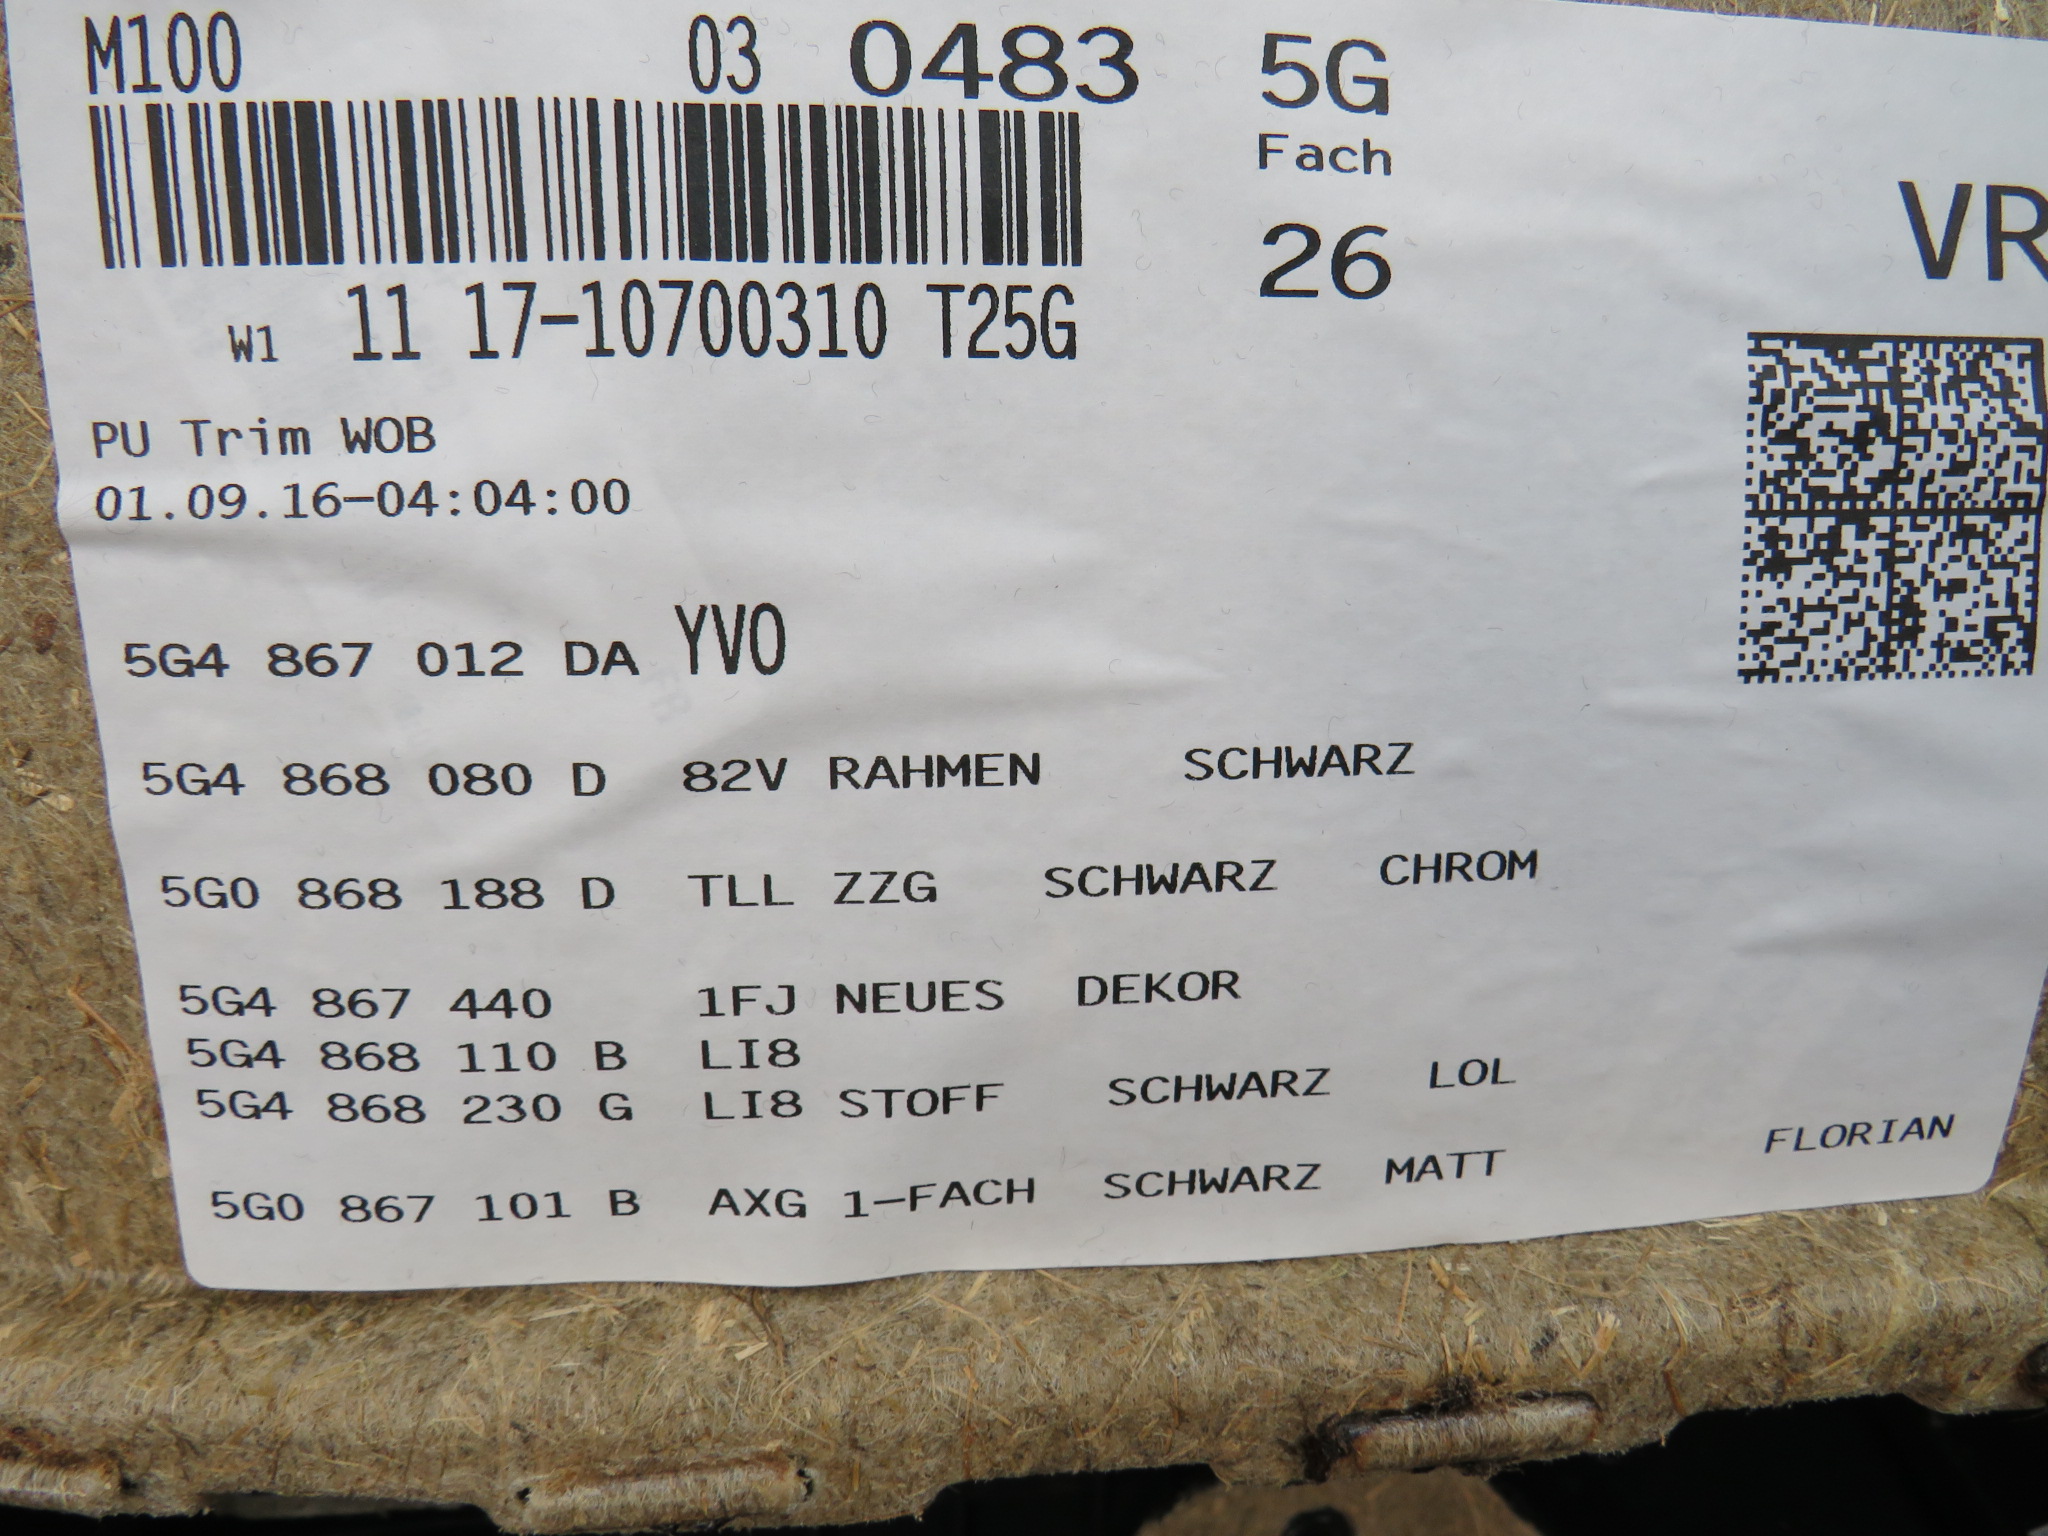 M100 03 0483 5G
Fach
VR
26
W1 11 17-10700310 T25G
PU Trim WOB
01.09.16-04:04:00
5G4 867 012 DA YVO
5G4 868 080 D 82V RAHMEN SCHWARZ
5G0 868 188 D TLL ZZG SCHWARZ CHROM
5G4 867 440 1FJ NEUES DEKOR
5G4 868 110 B LI8
5G4 868 230 G LI8 STOFF SCHWARZ LOL
FLORIAN
5G0 867 101 B AXG 1-FACH SCHWARZ MATT